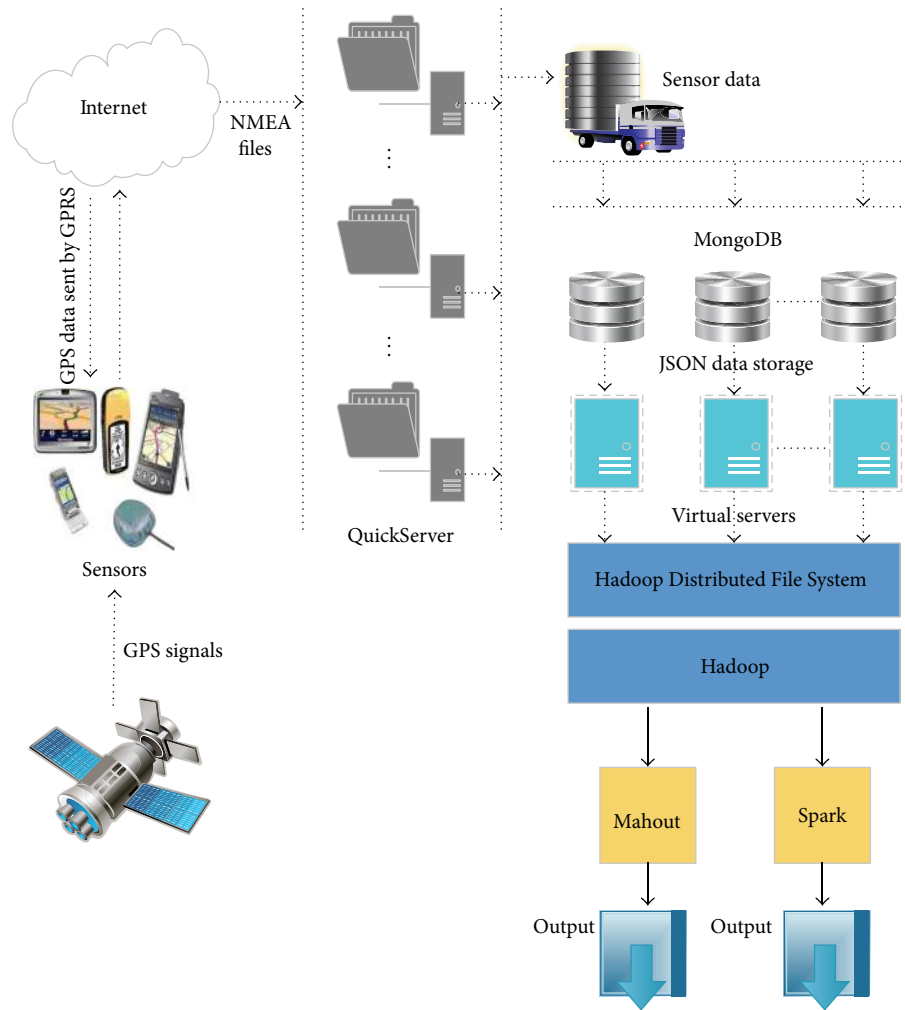 Internet
NMEA
files
GPS data sent by GPRS
Sensors
GPS signals
QuickServer
Sensor data
MongoDB
JSON data storage
Virtual servers
Hadoop Distributed File System
Hadoop
Mahout
Spark
Output
Output